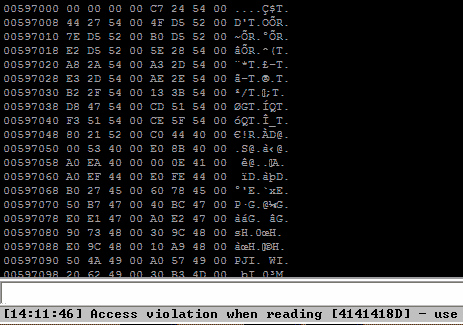 00597000 00 00 00 00 C7 24 54 00 ....Ç$T.
00597008 44 27 54 00 4F D5 52 00 D'T.OÕR.
00597010 7E D5 52 00 B0 D5 52 00 ~ÕR.°ÕR.
00597018 E2 D5 52 00 5E 28 54 00 âÕR.^(T.
00597020 A8 2A 54 00 A3 2D 54 00 ¨*T.£-T.
00597028 E3 2D 54 00 AE 2E 54 00 ã-T.®.T.
00597030 B2 2F 54 00 13 3B 54 00 ²/T.;T.
00597038 D8 47 54 00 CD 51 54 00 ØGT.ÍQT.
00597040 F3 51 54 00 CE 5F 54 00 óQT.Î_T.
00597048 80 21 52 00 C0 44 40 00 €!R.ÀD@.
00597050 00 53 40 00 E0 8B 40 00 .S@.à‹@.
00597058 A0 EA 40 00 00 0E 41 00 ê@..A.
00597060 A0 EF 44 00 E0 FE 44 00 ïD.àþD.
00597068 B0 27 45 00 60 78 45 00 °'E.`xE.
00597070 50 B7 47 00 40 BC 47 00 P·G.@¼G.
00597078 E0 E1 47 00 A0 E2 47 00 àáG. âG.
00597080 90 73 48 00 30 9C 48 00 sH.0œH.
00597088 E0 9C 48 00 10 A9 48 00 àœH.©H.
00597090 50 4A 49 00 A0 57 49 00 PJI. WI.
00597098 20 62 49 00 30 B3 4D 00 bI.0³M.
[14:11:46] Access violation when reading [4141418D] - use